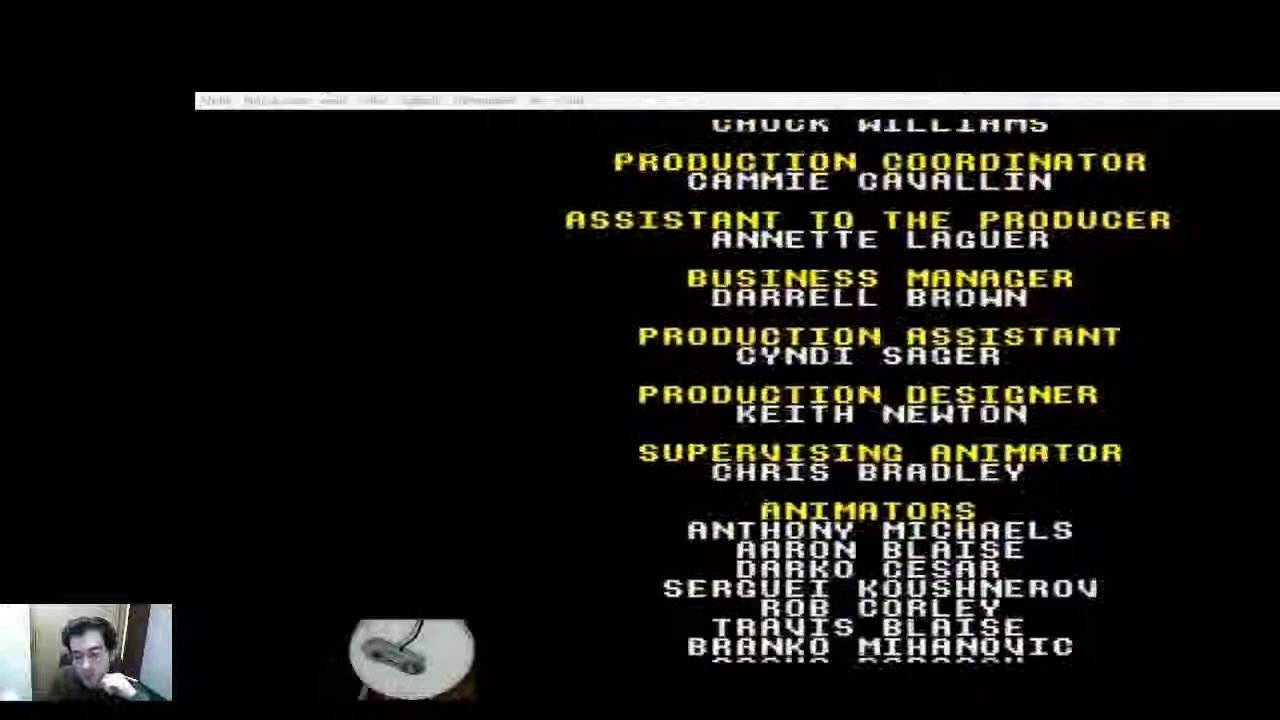 CHUCK WILLIAMS
PRODUCTION COORDINATOR
CAMMIE CAVALLIN
ASSISTANT TO THE PRODUCER
ANNETTE LAGUER
BUSINESS MANAGER
DARRELL BROWN
PRODUCTION ASSISTANT
CYNDI SAGER
PRODUCTION DESIGNER
KEITH NEWTON
SUPERVISING ANIMATOR
CHRIS BRADLEY
ANIMATORS
ANTHONY MICHAELS
AARON BLAISE
DARKO CESAR
SERGUEI KOUSHNEROV
ROB CORLEY
TRAVIS BLAISE
BRANKO MIHANOVIC